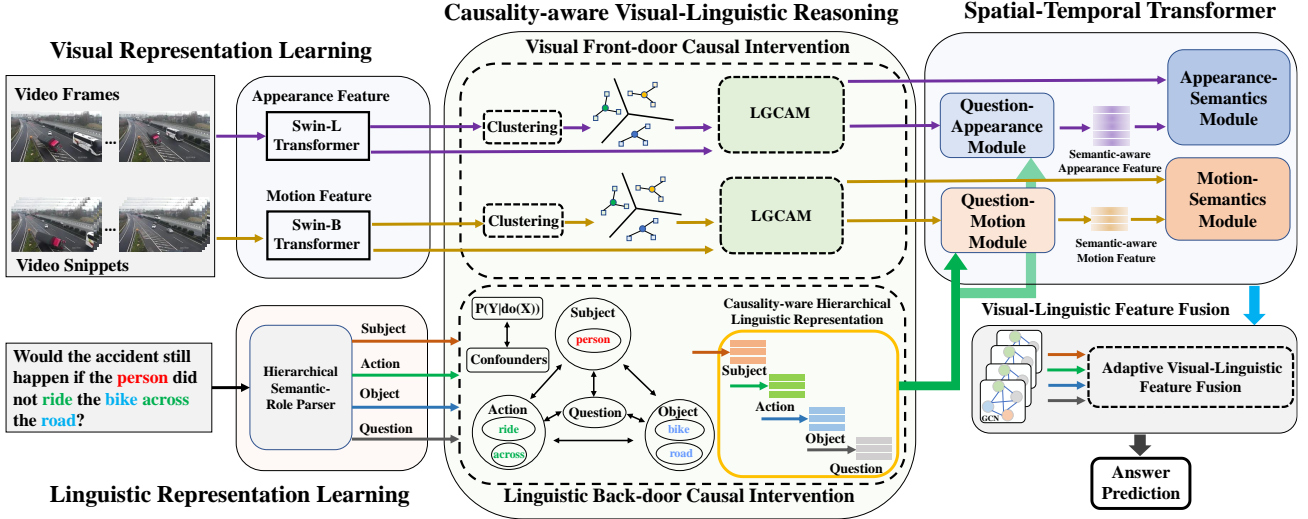 Causality-aware Visual-Linguistic Reasoning
Spatial-Temporal Transformer
Visual Representation Learning
Video Frames
...
...
Video Snippets
Appearance Feature
Swin-L
Transformer
Motion Feature
Swin-B
Transformer
Visual Front-door Causal Intervention
Clustering
LGCAM
Clustering
LGCAM
Question-
Appearance
Module
Semantic-aware
Appearance Feature
Appearance-
Semantics
Module
Question-
Motion
Module
Semantic-aware
Motion Feature
Motion-
Semantics
Module
Would the accident still
happen if the person did
not ride the bike across
the road?
Hierarchical
Semantic-
Role Parser
Subject
Action
Object
Question
Linguistic Representation Learning
P(Y|do(X))
Confounders
Subject
person
Action
ride
across
Question
Object
bike
road
Causality-ware Hierarchical
Linguistic Representation
Subject
Action
Object
Question
Linguistic Back-door Causal Intervention
Visual-Linguistic Feature Fusion
GCN
Adaptive Visual-Linguistic
Feature Fusion
Answer
Prediction